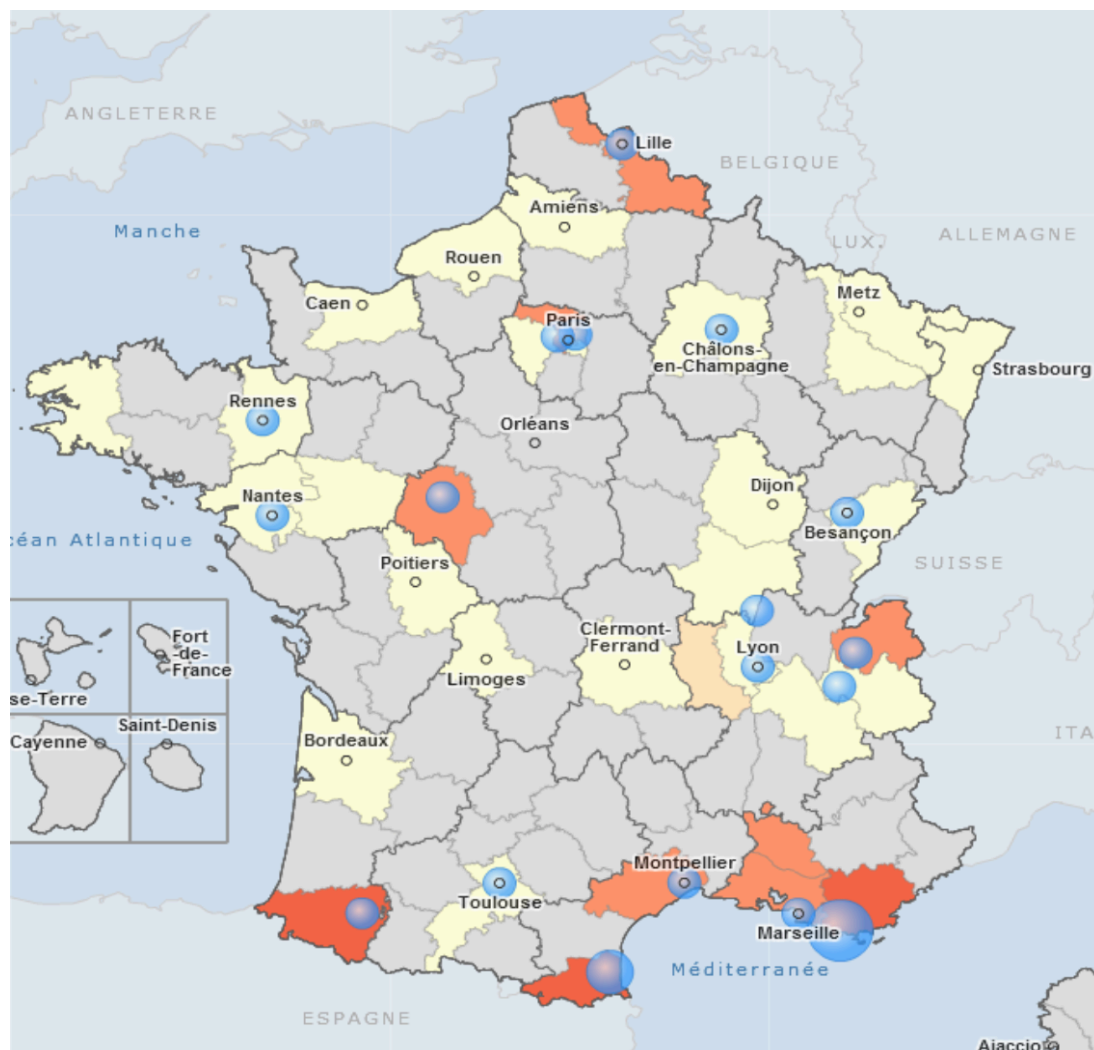 ANGLETERRE
Lille
BELGIQUE
Amiens
Manche
LUX.
ALLEMAGNE
Rouen
Metz
Caen
Paris
Châlons-
en-Champagne
Strasbourg
Rennes
Orléans
Dijon
Nantes
Besançon
céan Atlantique
Poitiers
SUISSE
Clermont-
Ferrand
Lyon
Limoges
Fort
-de-
France
se-Terre
Saint-Denis
Cayenne
ITA
Bordeaux
Montpellier
Toulouse
Marseille
Méditerranée
ESPAGNE
Ajaccio